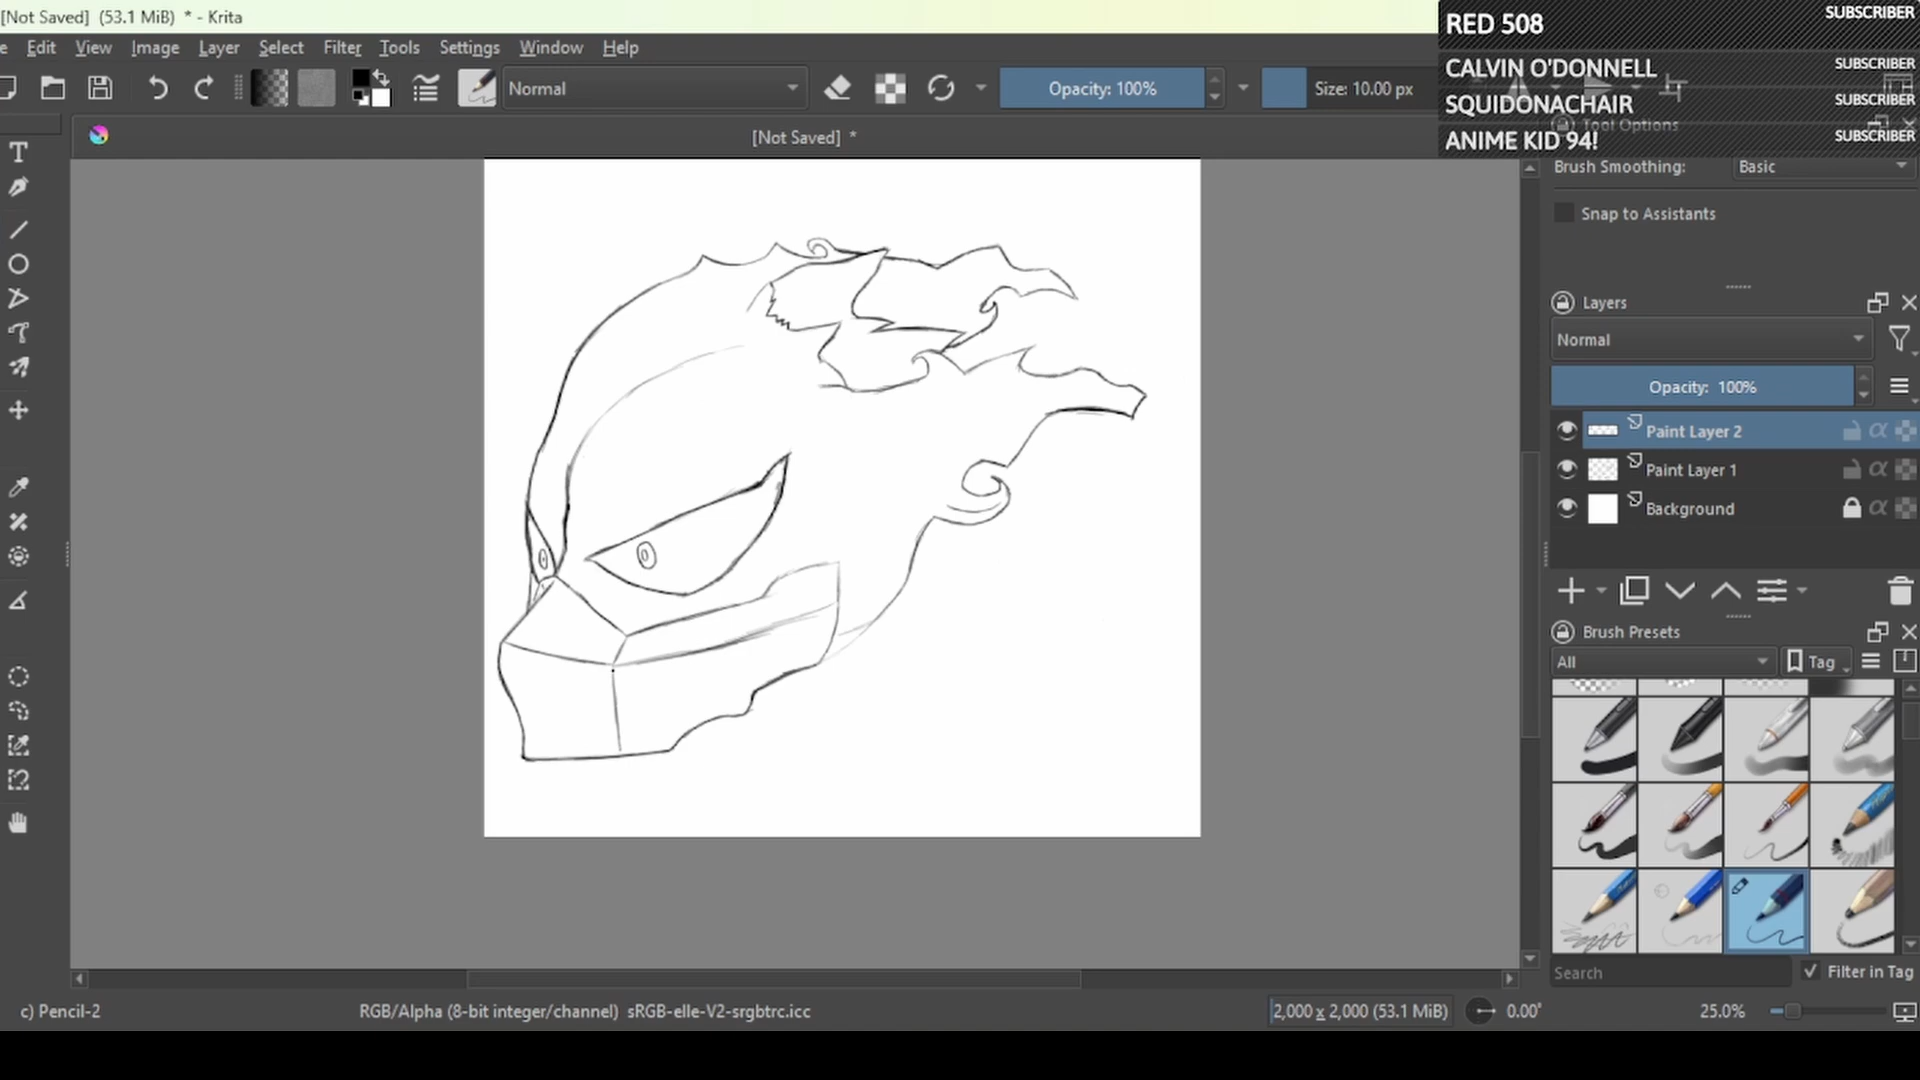 [Not Saved]  (53.1 MiB)  * - Krita
RED 508 SUBSCRIBER
e Edit View Image Layer Select Filter Tools Settings Window Help
CALVIN O'DONNELL SUBSCRIBER
Normal Opacity: 100% Size: 10.00 px
SQUIDONACHAIR SUBSCRIBER
Tool Options
[Not Saved]  *
ANIME KID 94! SUBSCRIBER
Brush Smoothing: Basic
Snap to Assistants
Layers
Normal
Opacity:  100%
Paint Layer 2
Paint Layer 1
Background
Brush Presets
All Tag
Search Filter in Tag
c) Pencil-2 RGB/Alpha (8-bit integer/channel)  sRGB-elle-V2-srgbtrc.icc 2,000 x 2,000 (53.1 MiB) 0.00° 25.0%